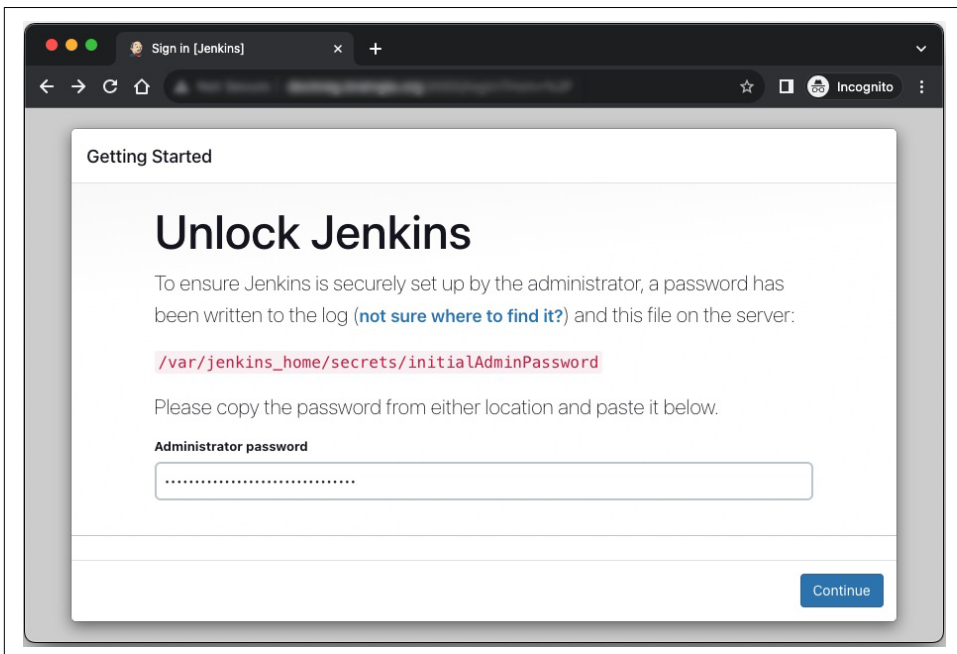 Sign in [Jenkins]
Incognito
Getting Started
Unlock Jenkins
To ensure Jenkins is securely set up by the administrator, a password has
been written to the log (not sure where to find it?) and this file on the server:
/var/jenkins_home/secrets/initialAdminPassword
Please copy the password from either location and paste it below.
Administrator password
Continue